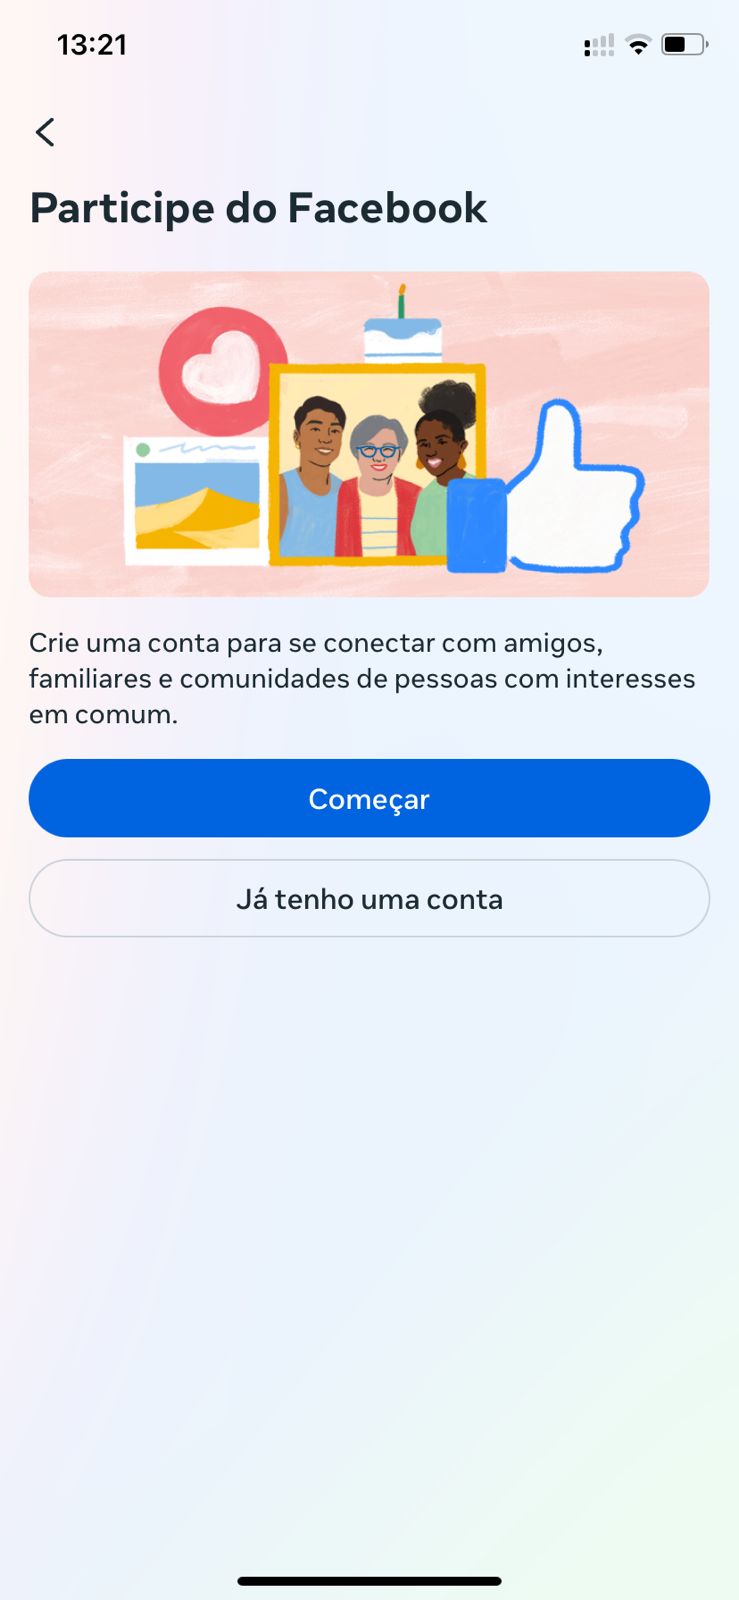 13:21
Participe do Facebook
Crie uma conta para se conectar com amigos,
familiares e comunidades de pessoas com interesses
em comum.
Começar
Já tenho uma conta